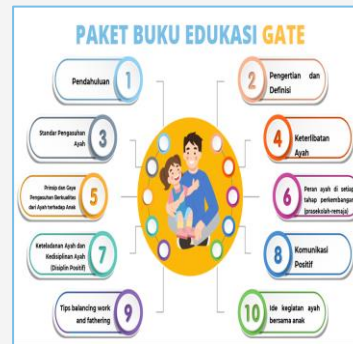 PAKET BUKU EDUKASI GATE
Pendahuluan
1
2
Pengertian dan
Definisi
3
Standar Pengasuhan
Ayah
4
Keterlibatan
Ayah
5
Prinsip dan Gaya
Pengasuhan Berkualitas
dari Ayah terhadap Anak
6
Peran ayah di setiap
tahap perkembangan
(prasekolah-remaja)
7
Keteladanan Ayah dan
Kedisiplinan Ayah
(Disiplin Positif)
8
Komunikasi
Positif
9
Tips balancing work
and fathering
10
Ide kegiatan ayah
bersama anak